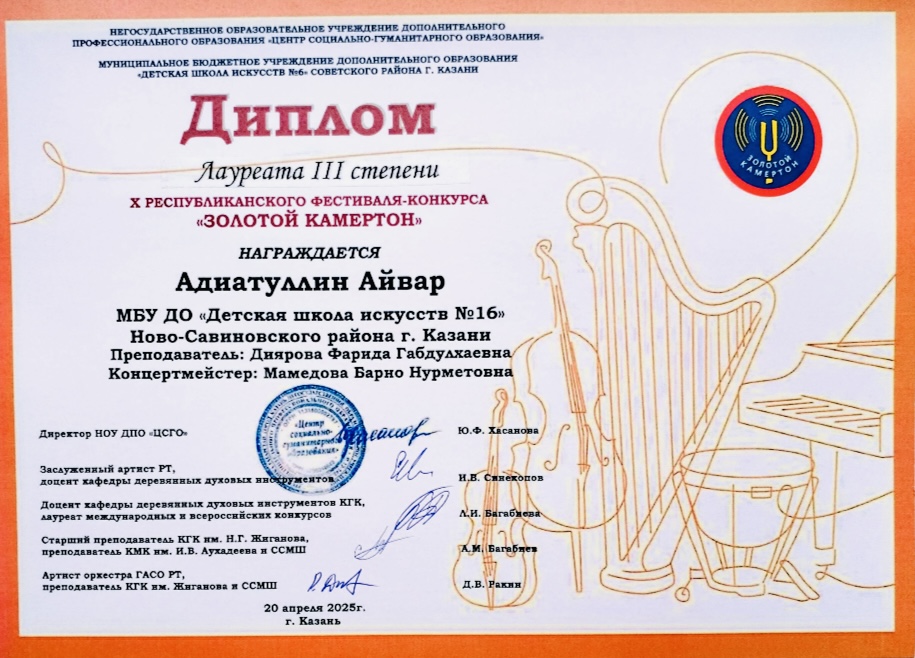 НЕГОСУДАРСТВЕННОЕ ОБРАЗОВАТЕЛЬНОЕ УЧРЕЖДЕНИЕ ДОПОЛНИТЕЛЬНОГО
ПРОФЕССИОНАЛЬНОГО ОБРАЗОВАНИЯ «ЦЕНТР СОЦИАЛЬНО-ГУМАНИТАРНОГО ОБРАЗОВАНИЯ»
МУНИЦИПАЛЬНОЕ БЮДЖЕТНОЕ УЧРЕЖДЕНИЕ ДОПОЛНИТЕЛЬНОГО ОБРАЗОВАНИЯ
«ДЕТСКАЯ ШКОЛА ИСКУССТВ №6» СОВЕТСКОГО РАЙОНА Г. КАЗАНИ
Диплом
ЗОЛОТОЙ
КАМЕРТОН
Лауреата III степени
X РЕСПУБЛИКАНСКОГО ФЕСТИВАЛЯ-КОНКУРСА
«ЗОЛОТОЙ КАМЕРТОН»
НАГРАЖДАЕТСЯ
Адиатуллин Айвар
МБУ ДО «Детская школа искусств №16»
Ново-Савиновского района г. Казани
Преподаватель: Диярова Фарида Габдулхаевна
Концертмейстер: Мамедова Барно Нурметовна
«Центр
социально-
гуманитарного
образования»
Директор НОУ ДПО «ЦСГО» Ю.Ф. Хасанова
Заслуженный артист РТ,
доцент кафедры деревянных духовых инструментов И.В. Синекопов
Доцент кафедры деревянных духовых инструментов КГК,
лауреат международных и всероссийских конкурсов Л.И. Багабиева
Старший преподаватель КГК им. Н.Г. Жиганова,
преподаватель КМК им. И.В. Аухадеева и ССМШ А.М. Багабиев
Артист оркестра ГАСО РТ,
преподаватель КГК им. Жиганова и ССМШ Д.В. Ракин
20 апреля 2025г.
г. Казань